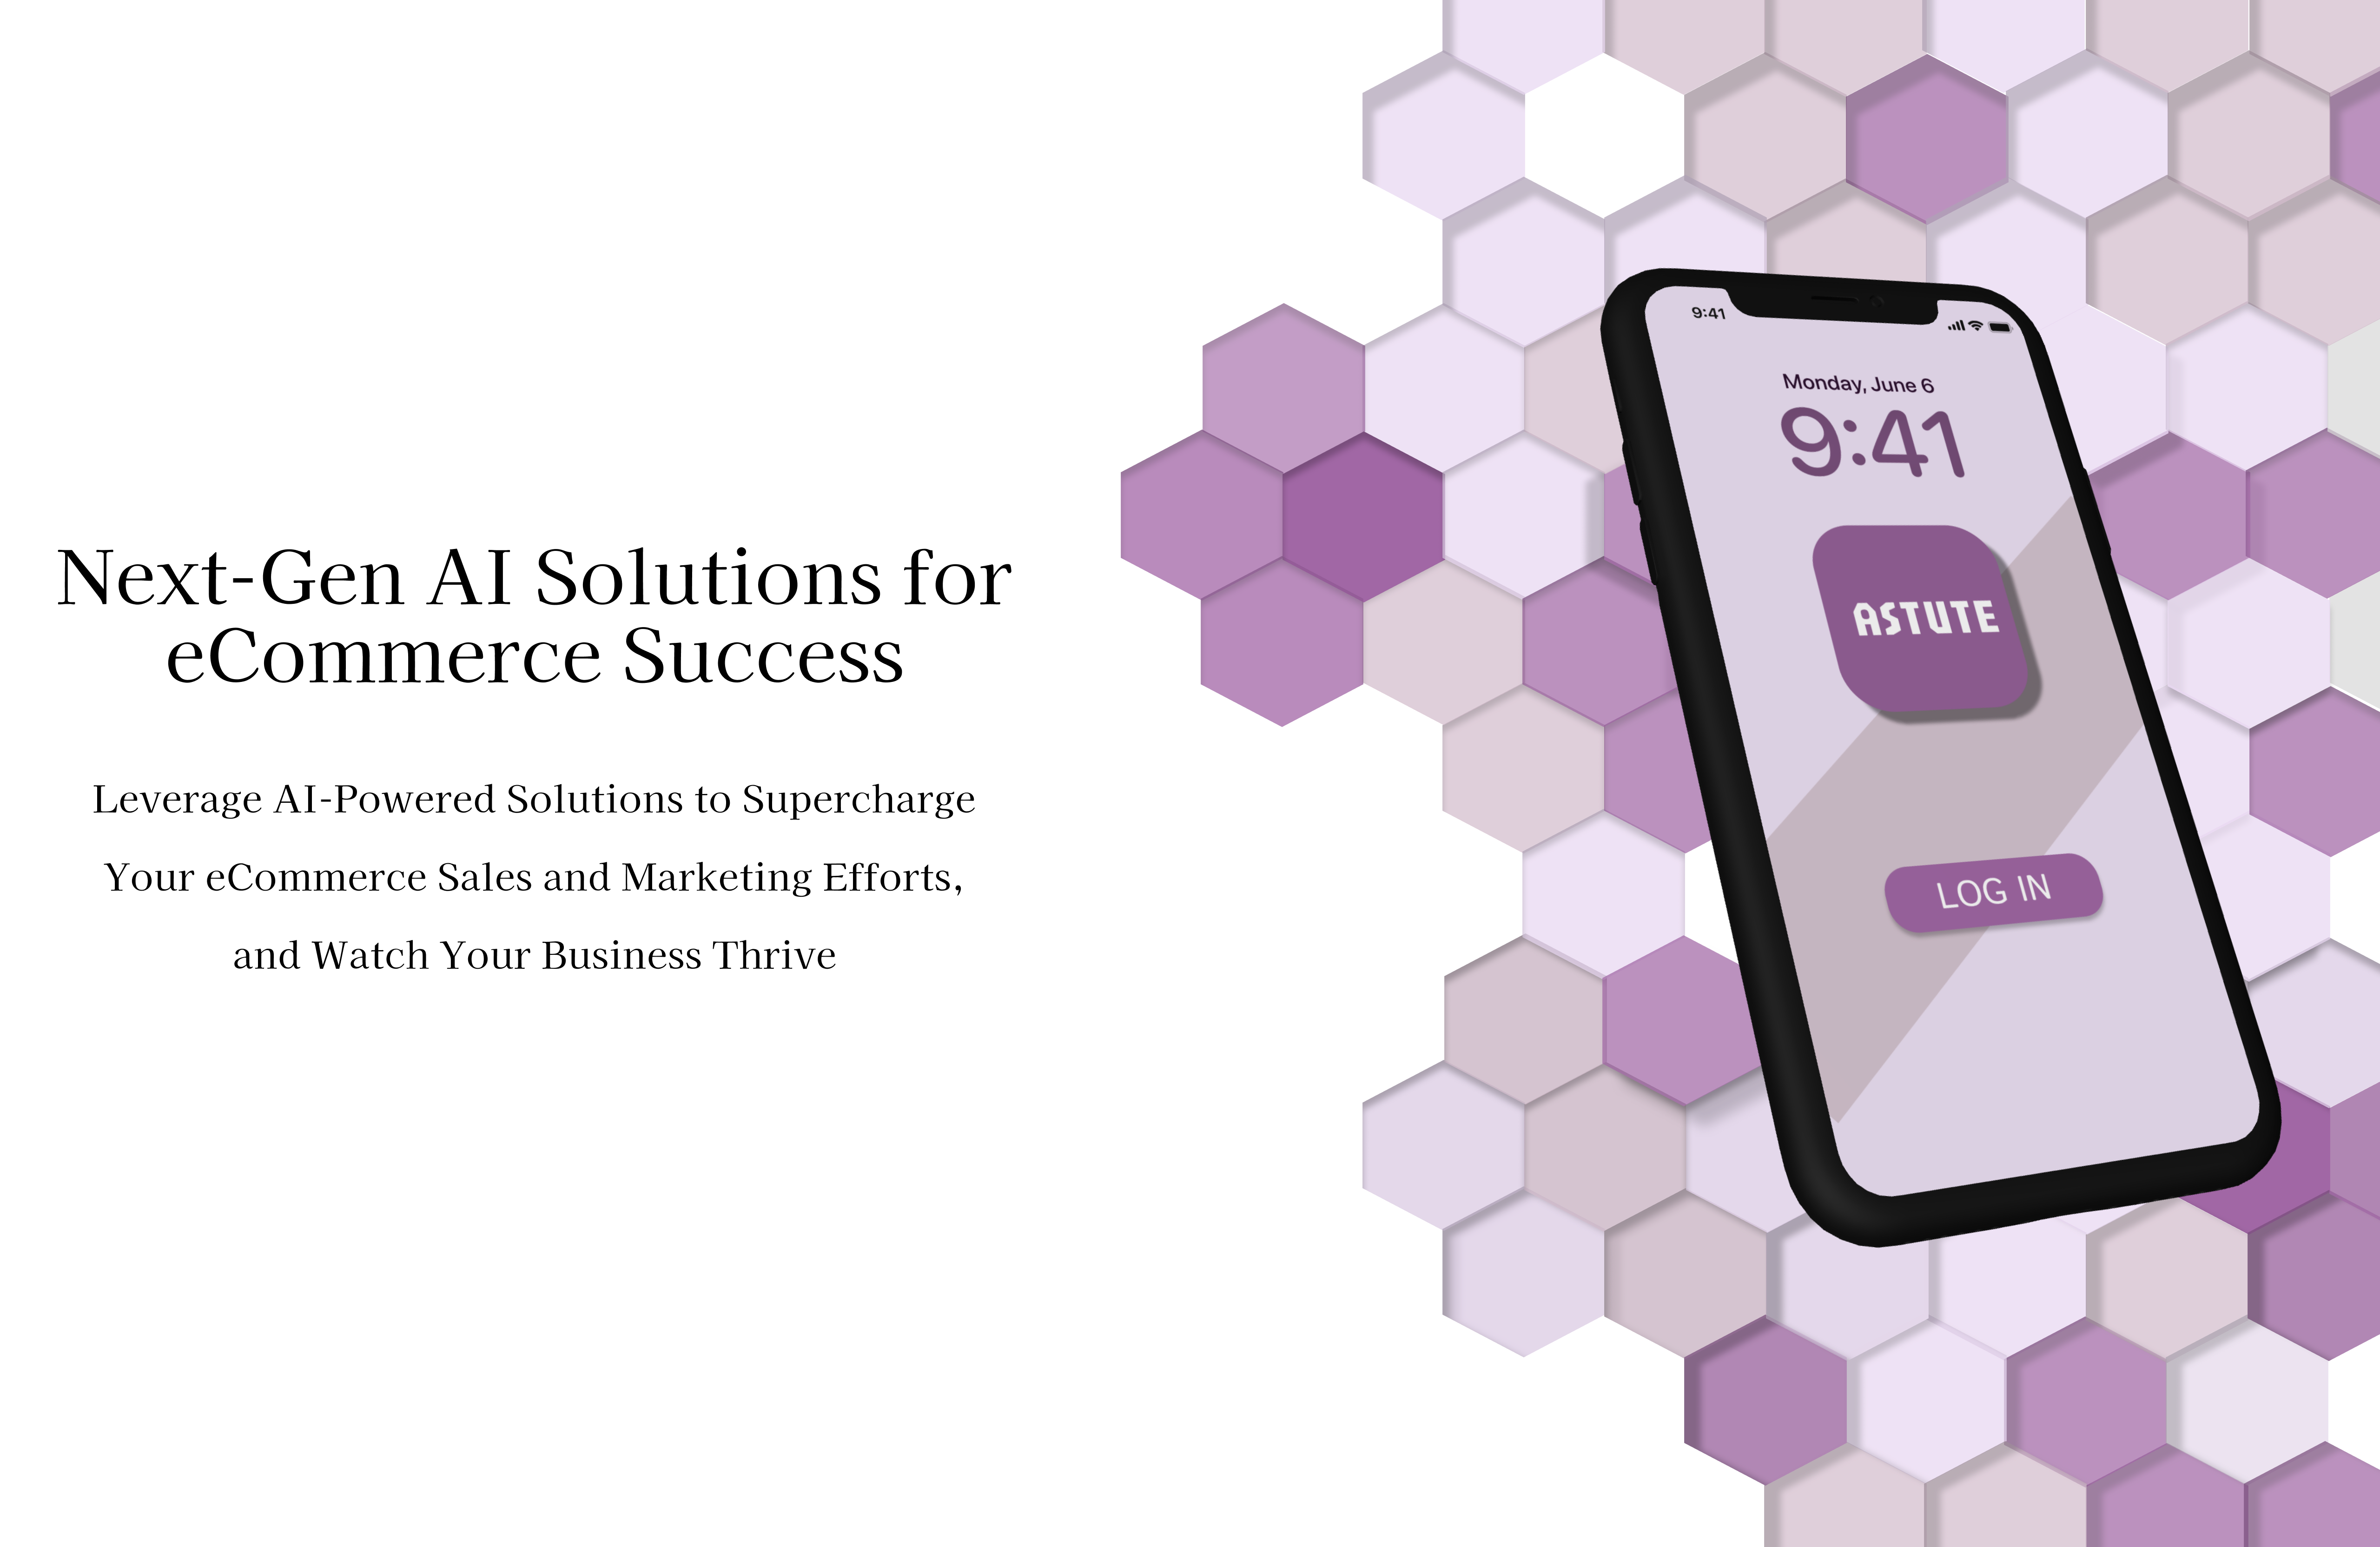 Next-Gen AI Solutions for
eCommerce Success
Leverage AI-Powered Solutions to Supercharge
Your eCommerce Sales and Marketing Efforts,
and Watch Your Business Thrive
9:41
Monday, June 6
9:41
ASTUTE
LOG IN